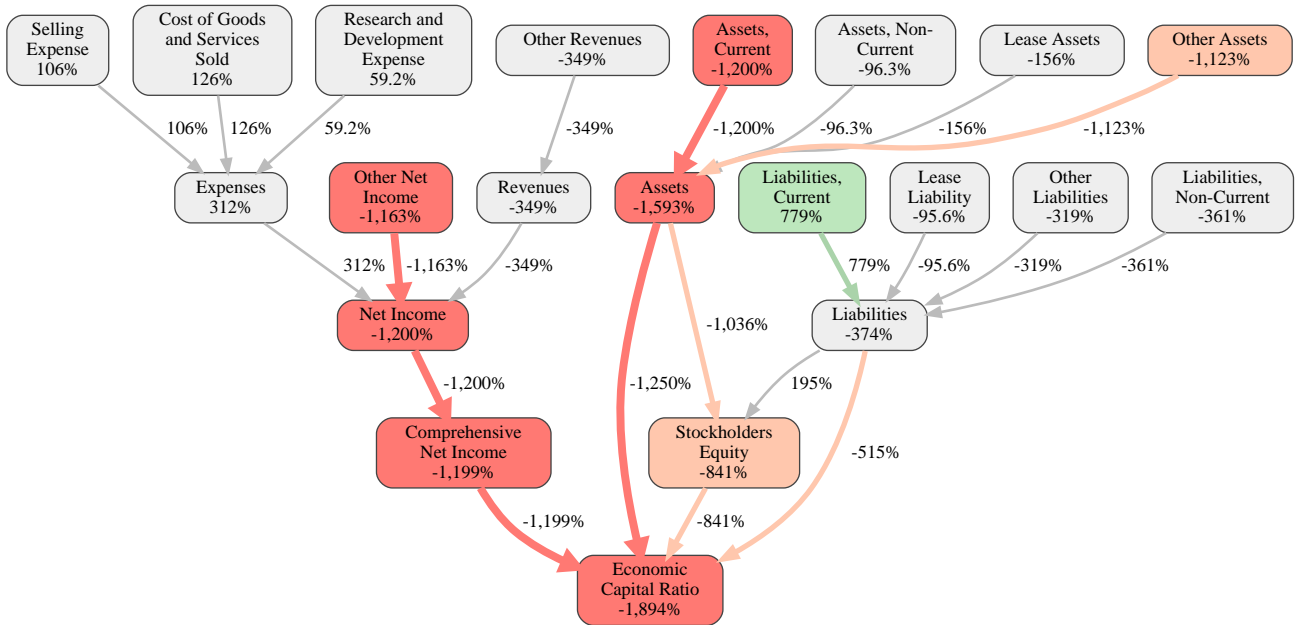 Selling
Expense
106%
Cost of Goods
and Services
Sold
126%
Research and
Development
Expense
59.2%
Other Revenues
-349%
Assets,
Current
-1,200%
Assets, Non-
Current
-96.3%
Lease Assets
-156%
Other Assets
-1,123%
106%
126%
59.2%
-349%
-1,200%
-96.3%
-156%
-1,123%
Expenses
312%
Other Net
Income
-1,163%
Revenues
-349%
Assets
-1,593%
Liabilities,
Current
779%
Lease
Liability
-95.6%
Other
Liabilities
-319%
Liabilities,
Non-Current
-361%
312%
-1,163%
-349%
779%
-95.6%
-319%
-361%
Net Income
-1,200%
-1,036%
Liabilities
-374%
-1,200%
-1,250%
195%
Comprehensive
Net Income
-1,199%
Stockholders
Equity
-841%
-515%
-1,199%
-841%
Economic
Capital Ratio
-1,894%